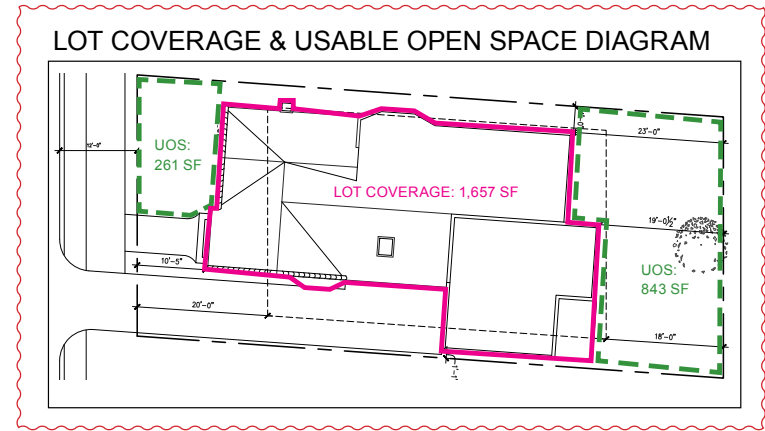 LOT COVERAGE & USABLE OPEN SPACE DIAGRAM
23'-0"
UOS:
261 SF
LOT COVERAGE: 1,657 SF
19'-0½"
10'-5"
UOS:
843 SF
20'-0"
18'-0"